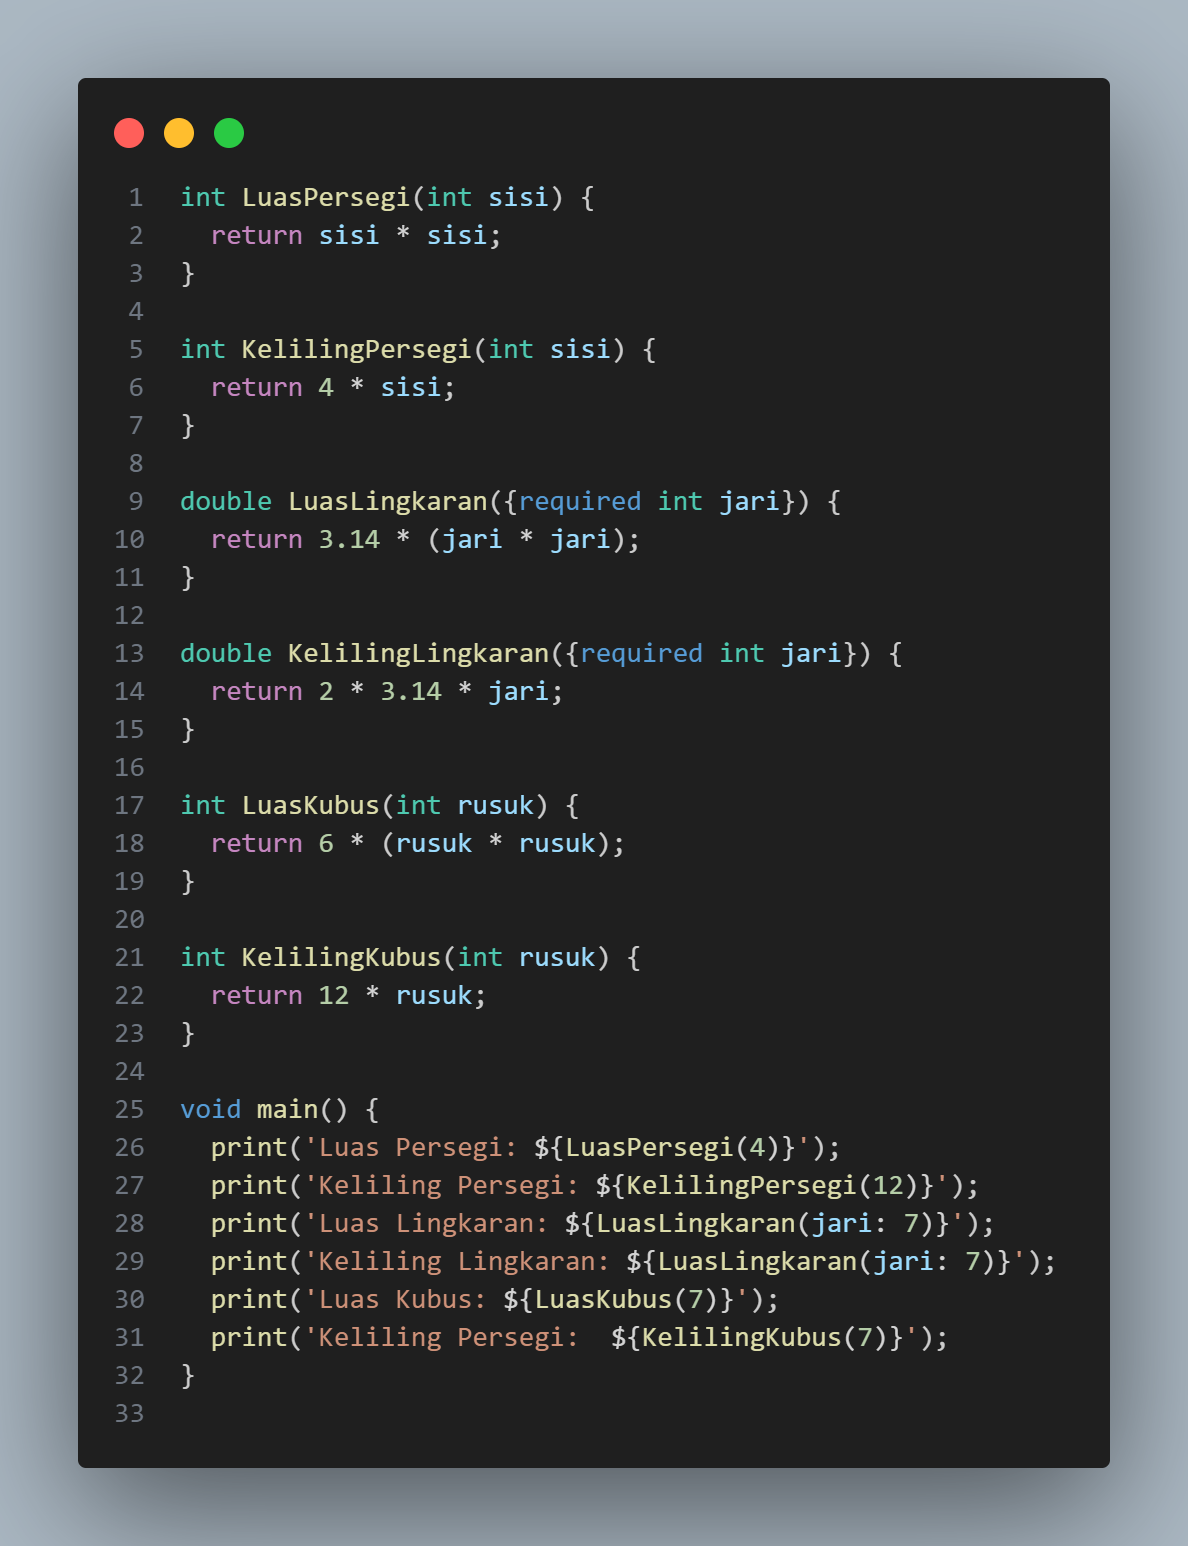 1 int LuasPersegi(int sisi) {
2   return sisi * sisi;
3 }
4
5 int KelilingPersegi(int sisi) {
6   return 4 * sisi;
7 }
8
9 double LuasLingkaran({required int jari}) {
10   return 3.14 * (jari * jari);
11 }
12
13 double KelilingLingkaran({required int jari}) {
14   return 2 * 3.14 * jari;
15 }
16
17 int LuasKubus(int rusuk) {
18   return 6 * (rusuk * rusuk);
19 }
20
21 int KelilingKubus(int rusuk) {
22   return 12 * rusuk;
23 }
24
25 void main() {
26   print('Luas Persegi: ${LuasPersegi(4)}');
27   print('Keliling Persegi: ${KelilingPersegi(12)}');
28   print('Luas Lingkaran: ${LuasLingkaran(jari: 7)}');
29   print('Keliling Lingkaran: ${LuasLingkaran(jari: 7)}');
30   print('Luas Kubus: ${LuasKubus(7)}');
31   print('Keliling Persegi:  ${KelilingKubus(7)}');
32 }
33